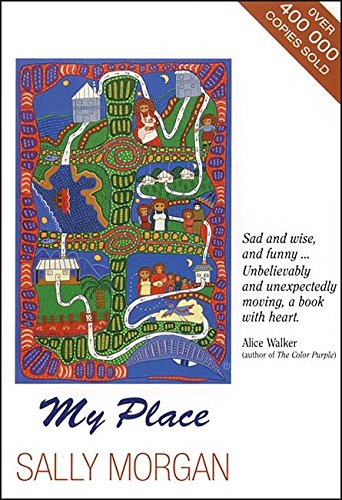 OVER
400 000
COPIES SOLD
Sad and wise,
and funny ...
Unbelievably
and unexpectedly
moving, a book
with heart.
Alice Walker
(author of The Color Purple)
My Place
SALLY MORGAN